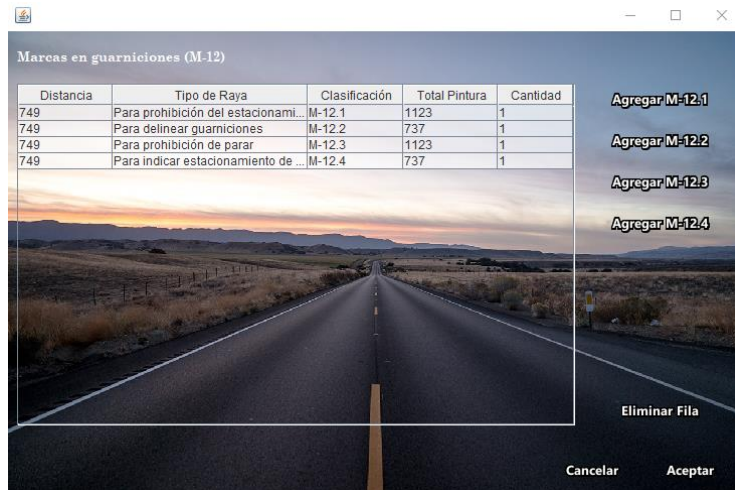 Marcas en guarniciones (M-12)
Distancia Tipo de Raya Clasificación Total Pintura Cantidad
749 Para prohibición del estacionami... M-12.1 1123 1
749 Para delinear guarniciones M-12.2 737 1
749 Para prohibición de parar M-12.3 1123 1
749 Para indicar estacionamiento de ... M-12.4 737 1
Agregar M-12.1
Agregar M-12.2
Agregar M-12.3
Agregar M-12.4
Eliminar Fila
Cancelar Aceptar